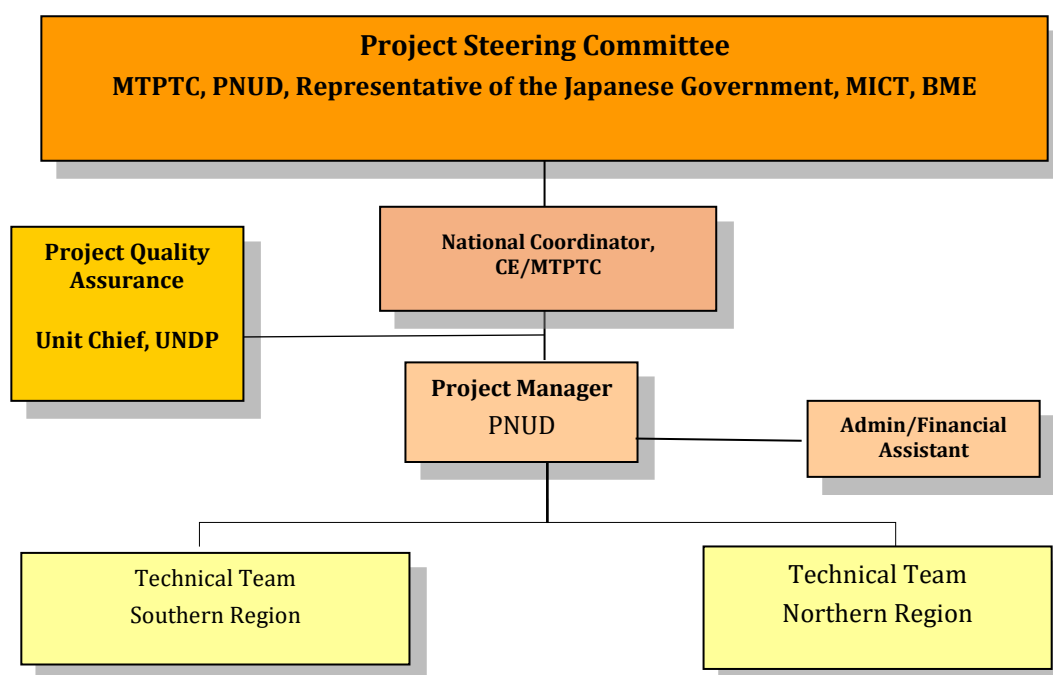 Project Steering Committee
MTPTC, PNUD, Representative of the Japanese Government, MICT, BME
National Coordinator,
CE/MTPTC
Project Quality
Assurance
Unit Chief, UNDP
Project Manager
PNUD
Admin/Financial
Assistant
Technical Team
Southern Region
Technical Team
Northern Region